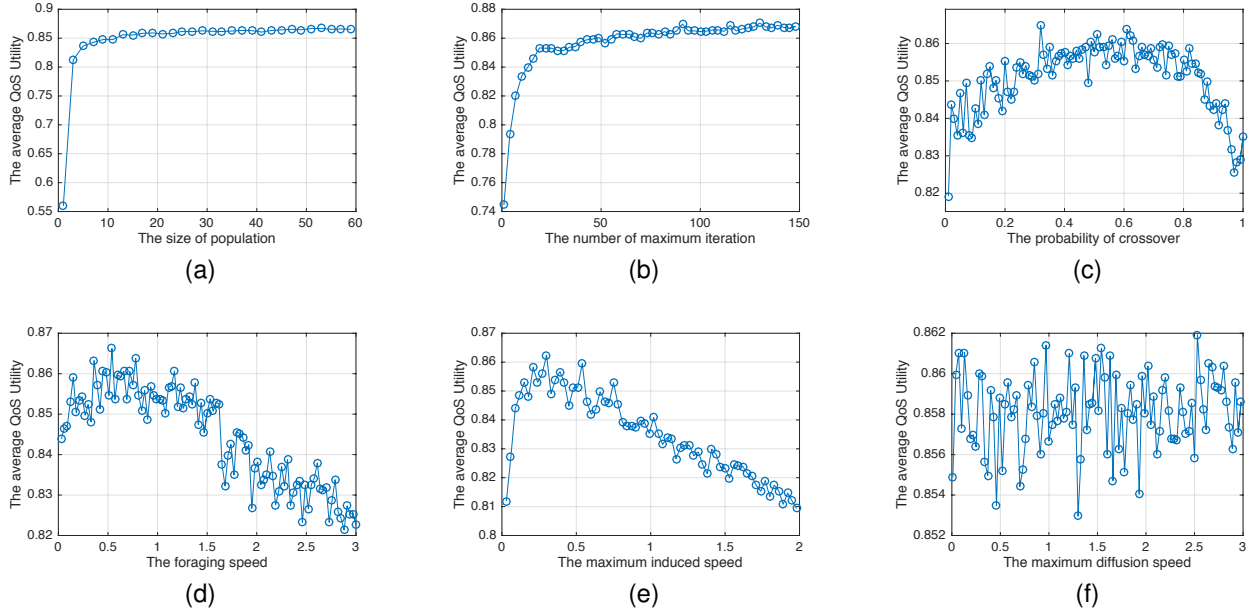 The average QoS Utility
0.9
0.85
0.8
0.75
0.7
0.65
0.6
0.55
0 10 20 30 40 50 60
The size of population
(a)
The average QoS Utility
0.88
0.86
0.84
0.82
0.8
0.78
0.76
0.74
0 50 100 150
The number of maximum iteration
(b)
The average QoS Utility
0.86
0.85
0.84
0.83
0.82
0 0.2 0.4 0.6 0.8 1
The probability of crossover
(c)
The average QoS Utility
0.87
0.86
0.85
0.84
0.83
0.82
0 0.5 1 1.5 2 2.5 3
The foraging speed
(d)
The average QoS Utility
0.87
0.86
0.85
0.84
0.83
0.82
0.81
0.8
0 0.5 1 1.5 2
The maximum induced speed
(e)
The average QoS Utility
0.862
0.86
0.858
0.856
0.854
0.852
0 0.5 1 1.5 2 2.5 3
The maximum diffusion speed
(f)